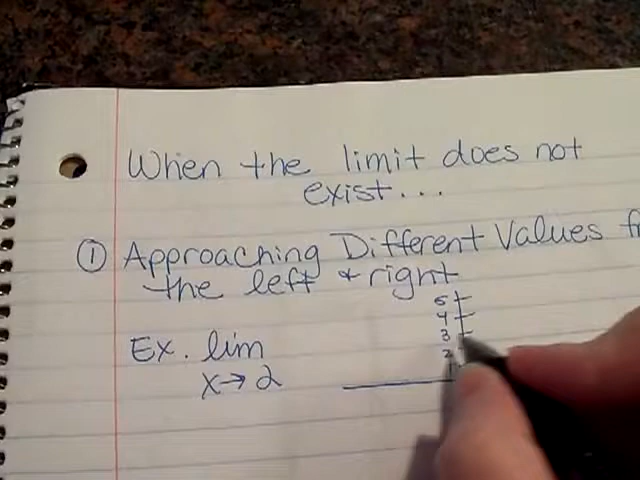 When the limit does not
exist...
① Approaching Different Values
the left & right
5
4
3
2
Ex. lim
x→2